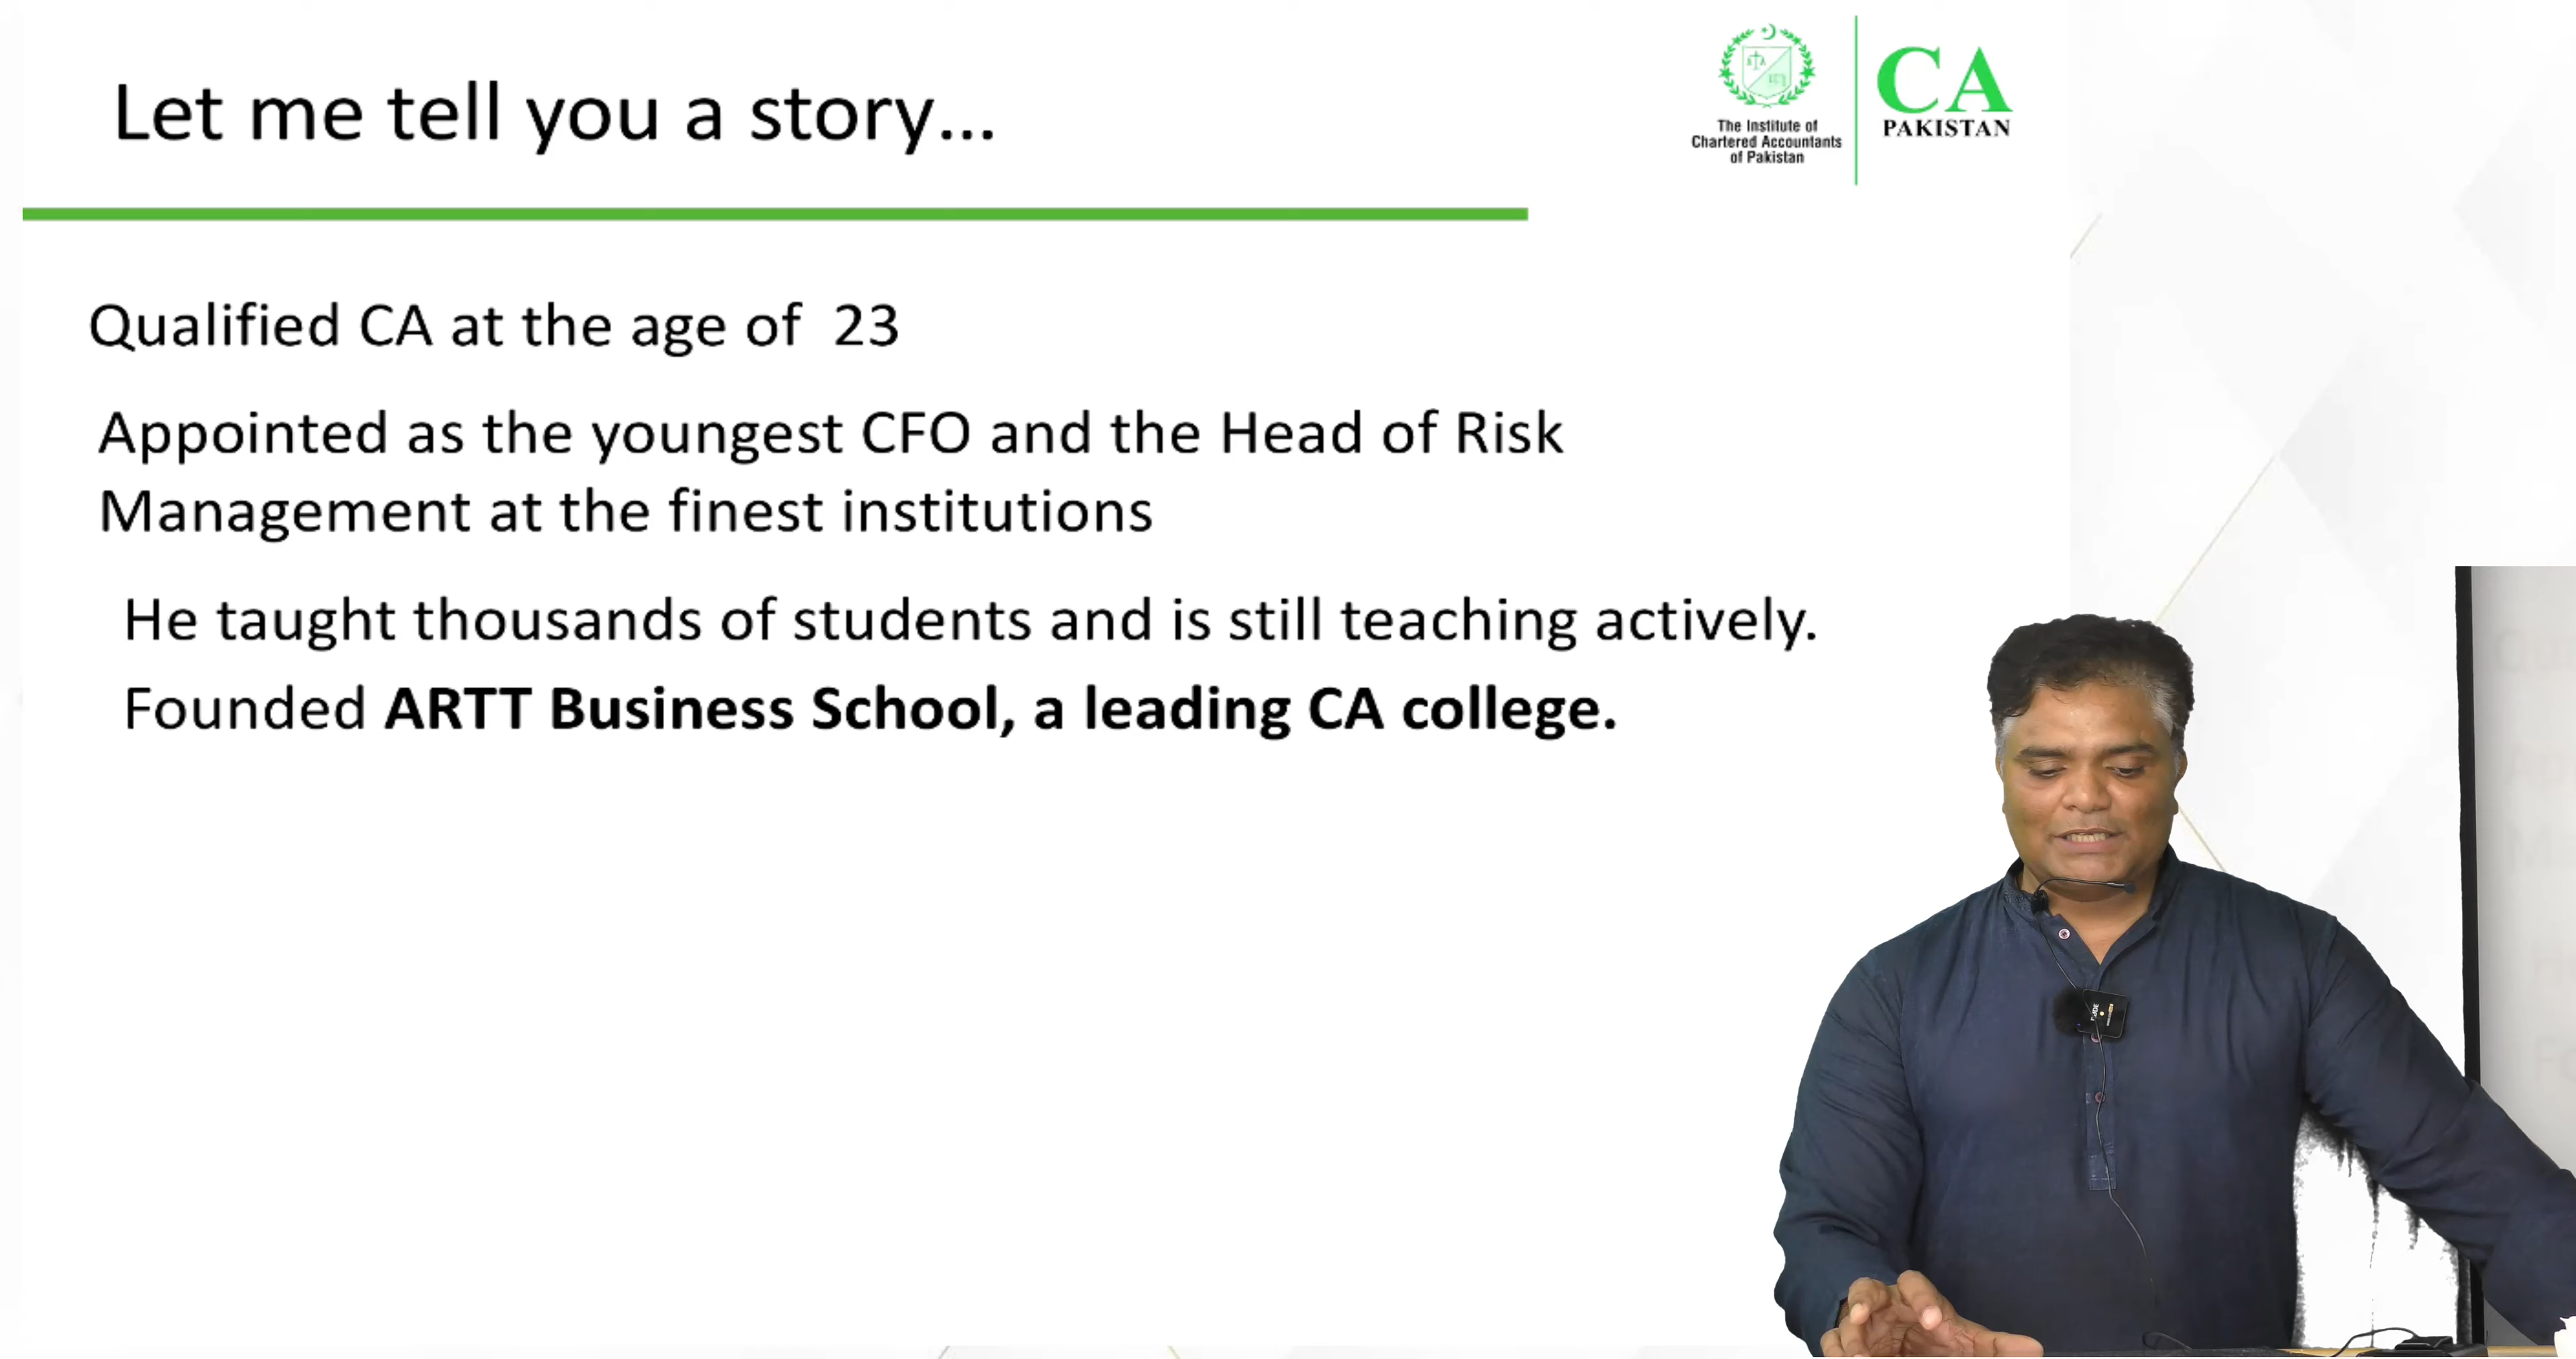 Let me tell you a story...
The Institute of
Chartered Accountants
of Pakistan
CA
PAKISTAN
Qualified CA at the age of 23
Appointed as the youngest CFO and the Head of Risk
Management at the finest institutions
He taught thousands of students and is still teaching actively.
Founded ARTT Business School, a leading CA college.